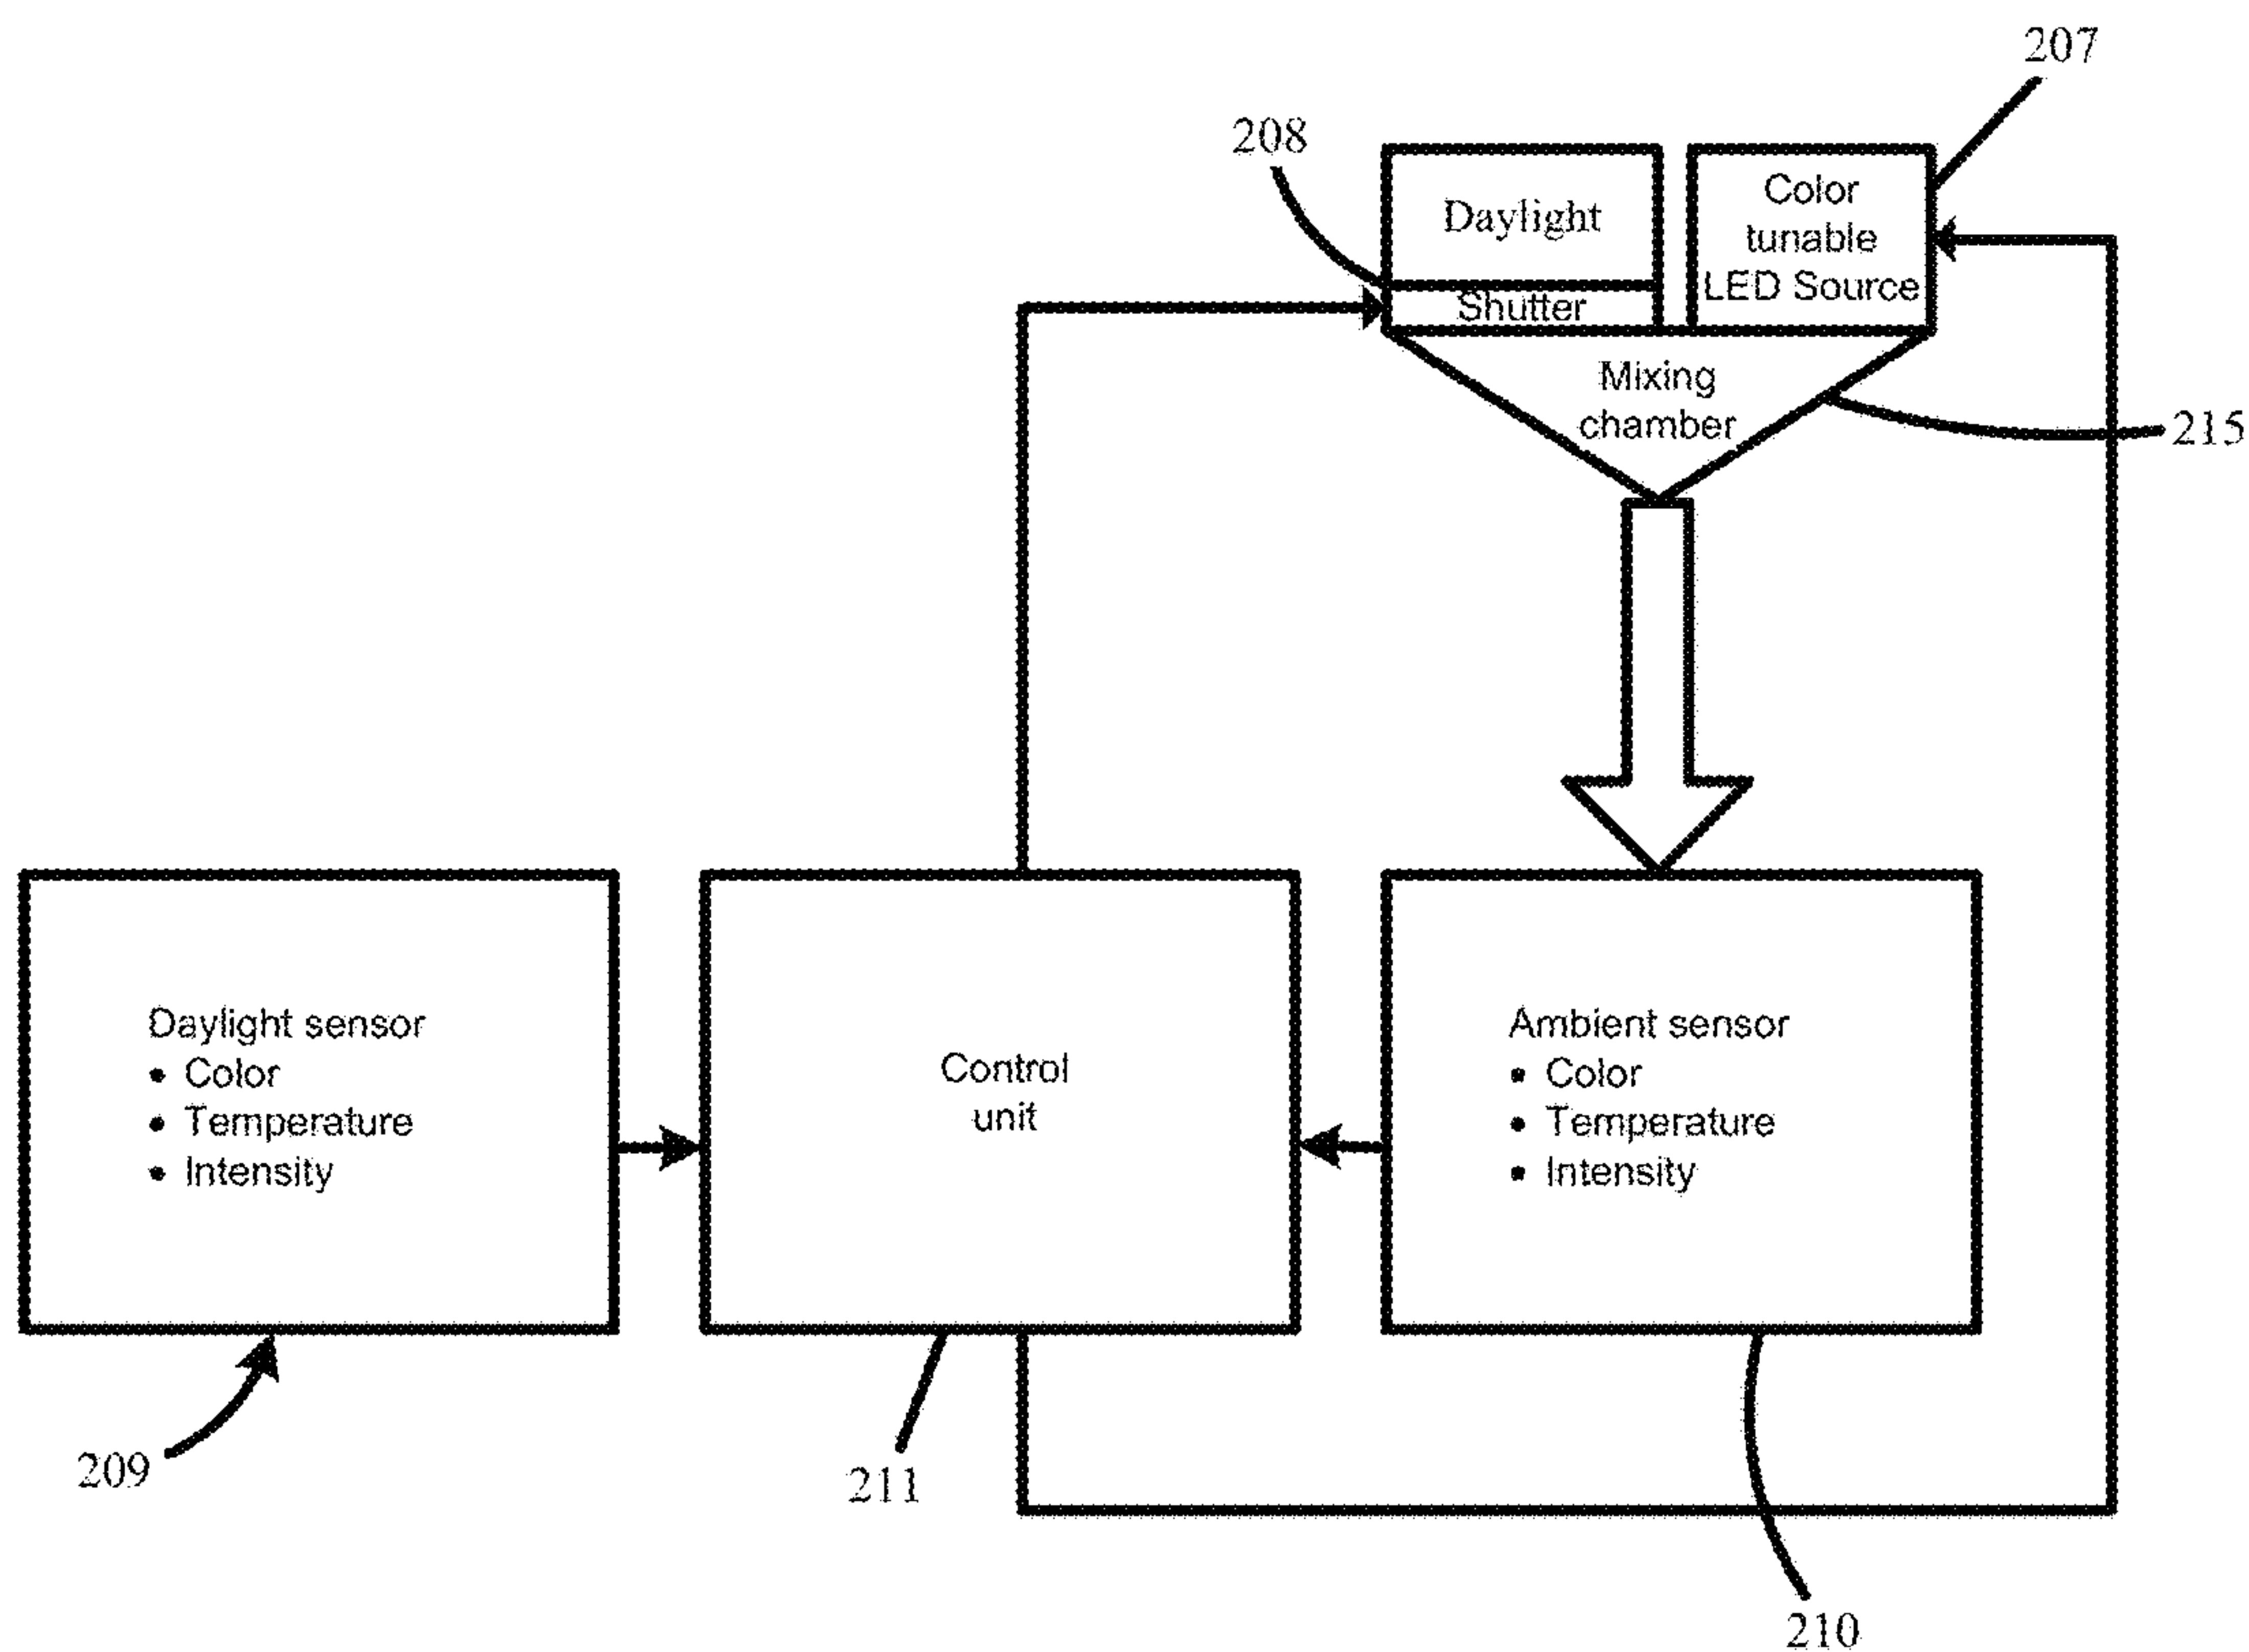 207
208
Daylight
Shutter
Color
tunable
LED Source
Mixing
chamber
215
Daylight sensor
• Color
• Temperature
• Intensity
Control
unit
Ambient sensor
• Color
• Temperature
• Intensity
209
211
210